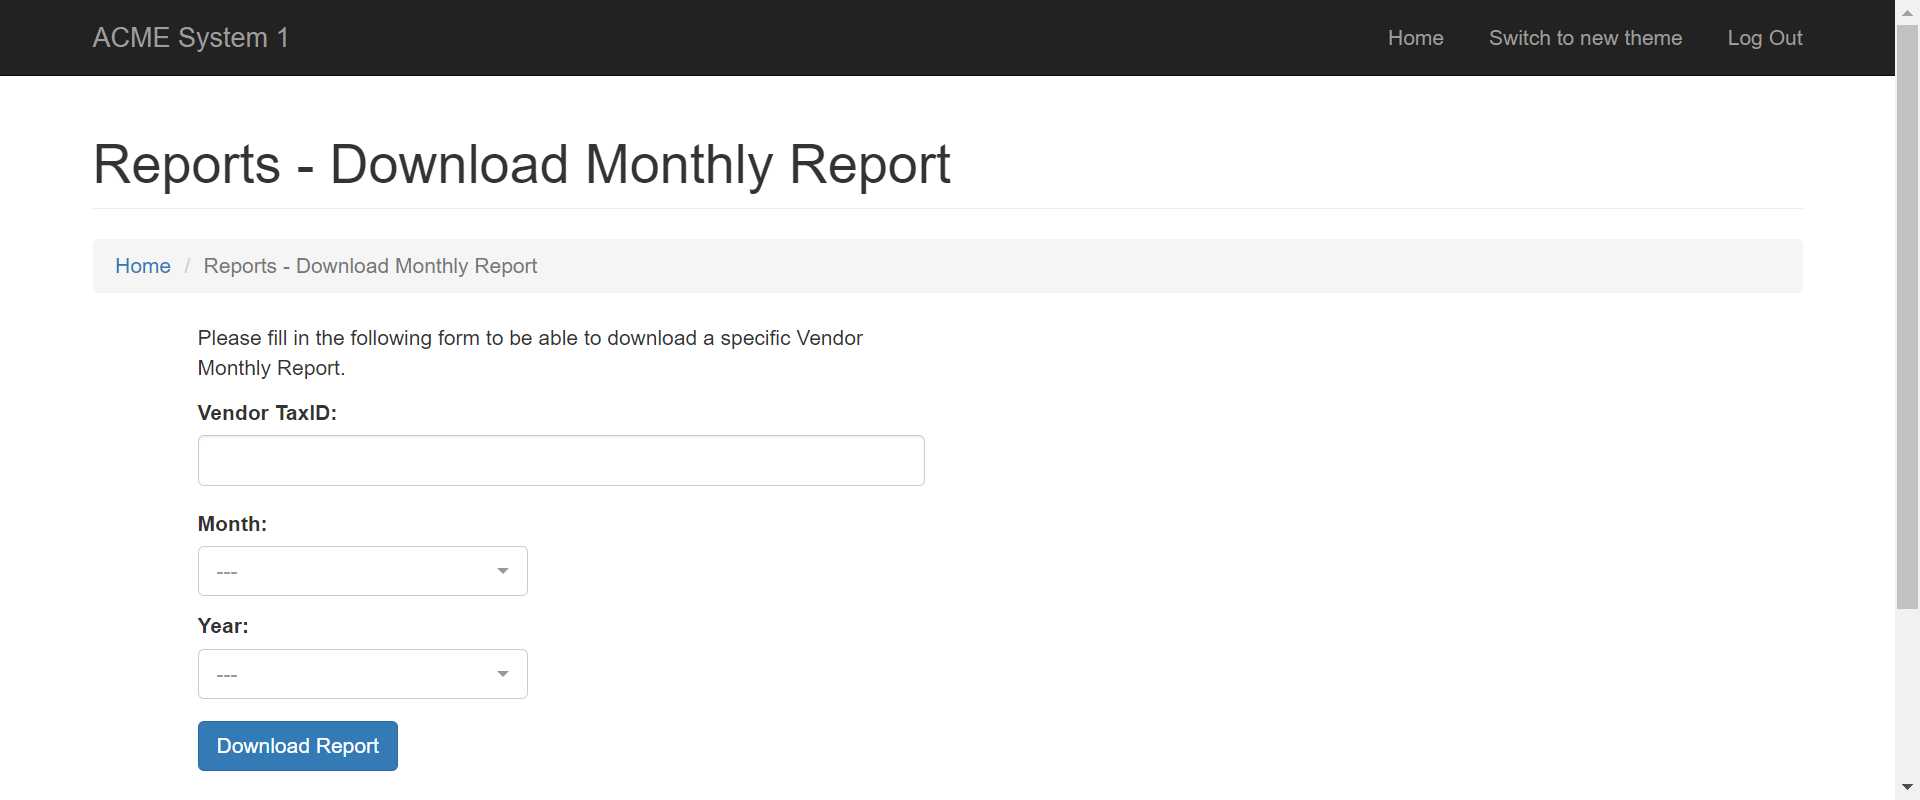 ACME System 1
Home
Switch to new theme
Log Out
Reports - Download Monthly Report
Home / Reports - Download Monthly Report
Please fill in the following form to be able to download a specific Vendor
Monthly Report.
Vendor TaxID:
Month:
---
Year:
---
Download Report